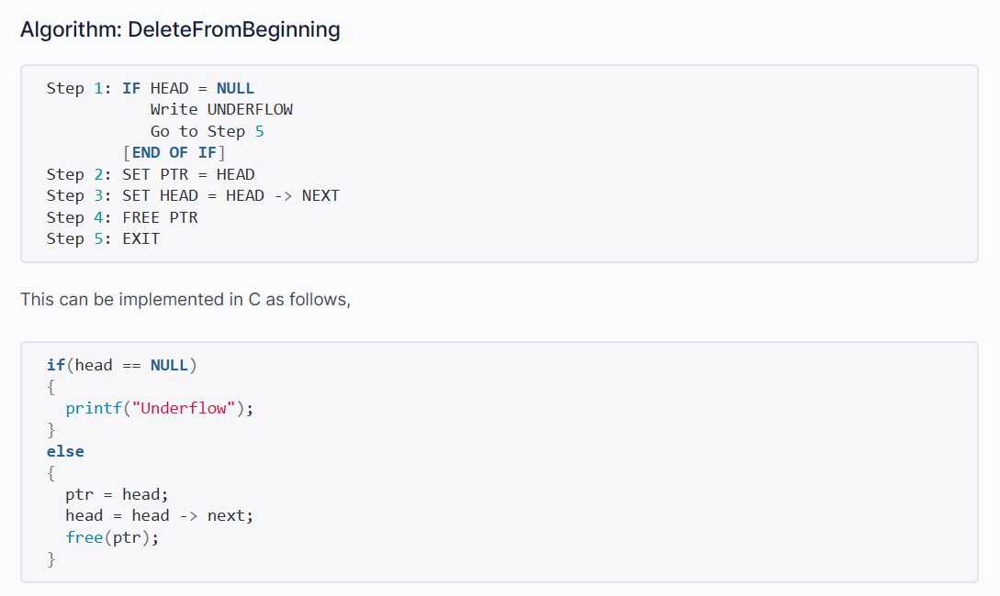 Algorithm: DeleteFromBeginning
Step 1: IF HEAD = NULL
Write UNDERFLOW
Go to Step 5
[END OF IF]
Step 2: SET PTR = HEAD
Step 3: SET HEAD = HEAD -> NEXT
Step 4: FREE PTR
Step 5: EXIT
This can be implemented in C as follows,
if(head == NULL)
{
printf("Underflow");
}
else
{
ptr = head;
head = head -> next;
free(ptr);
}